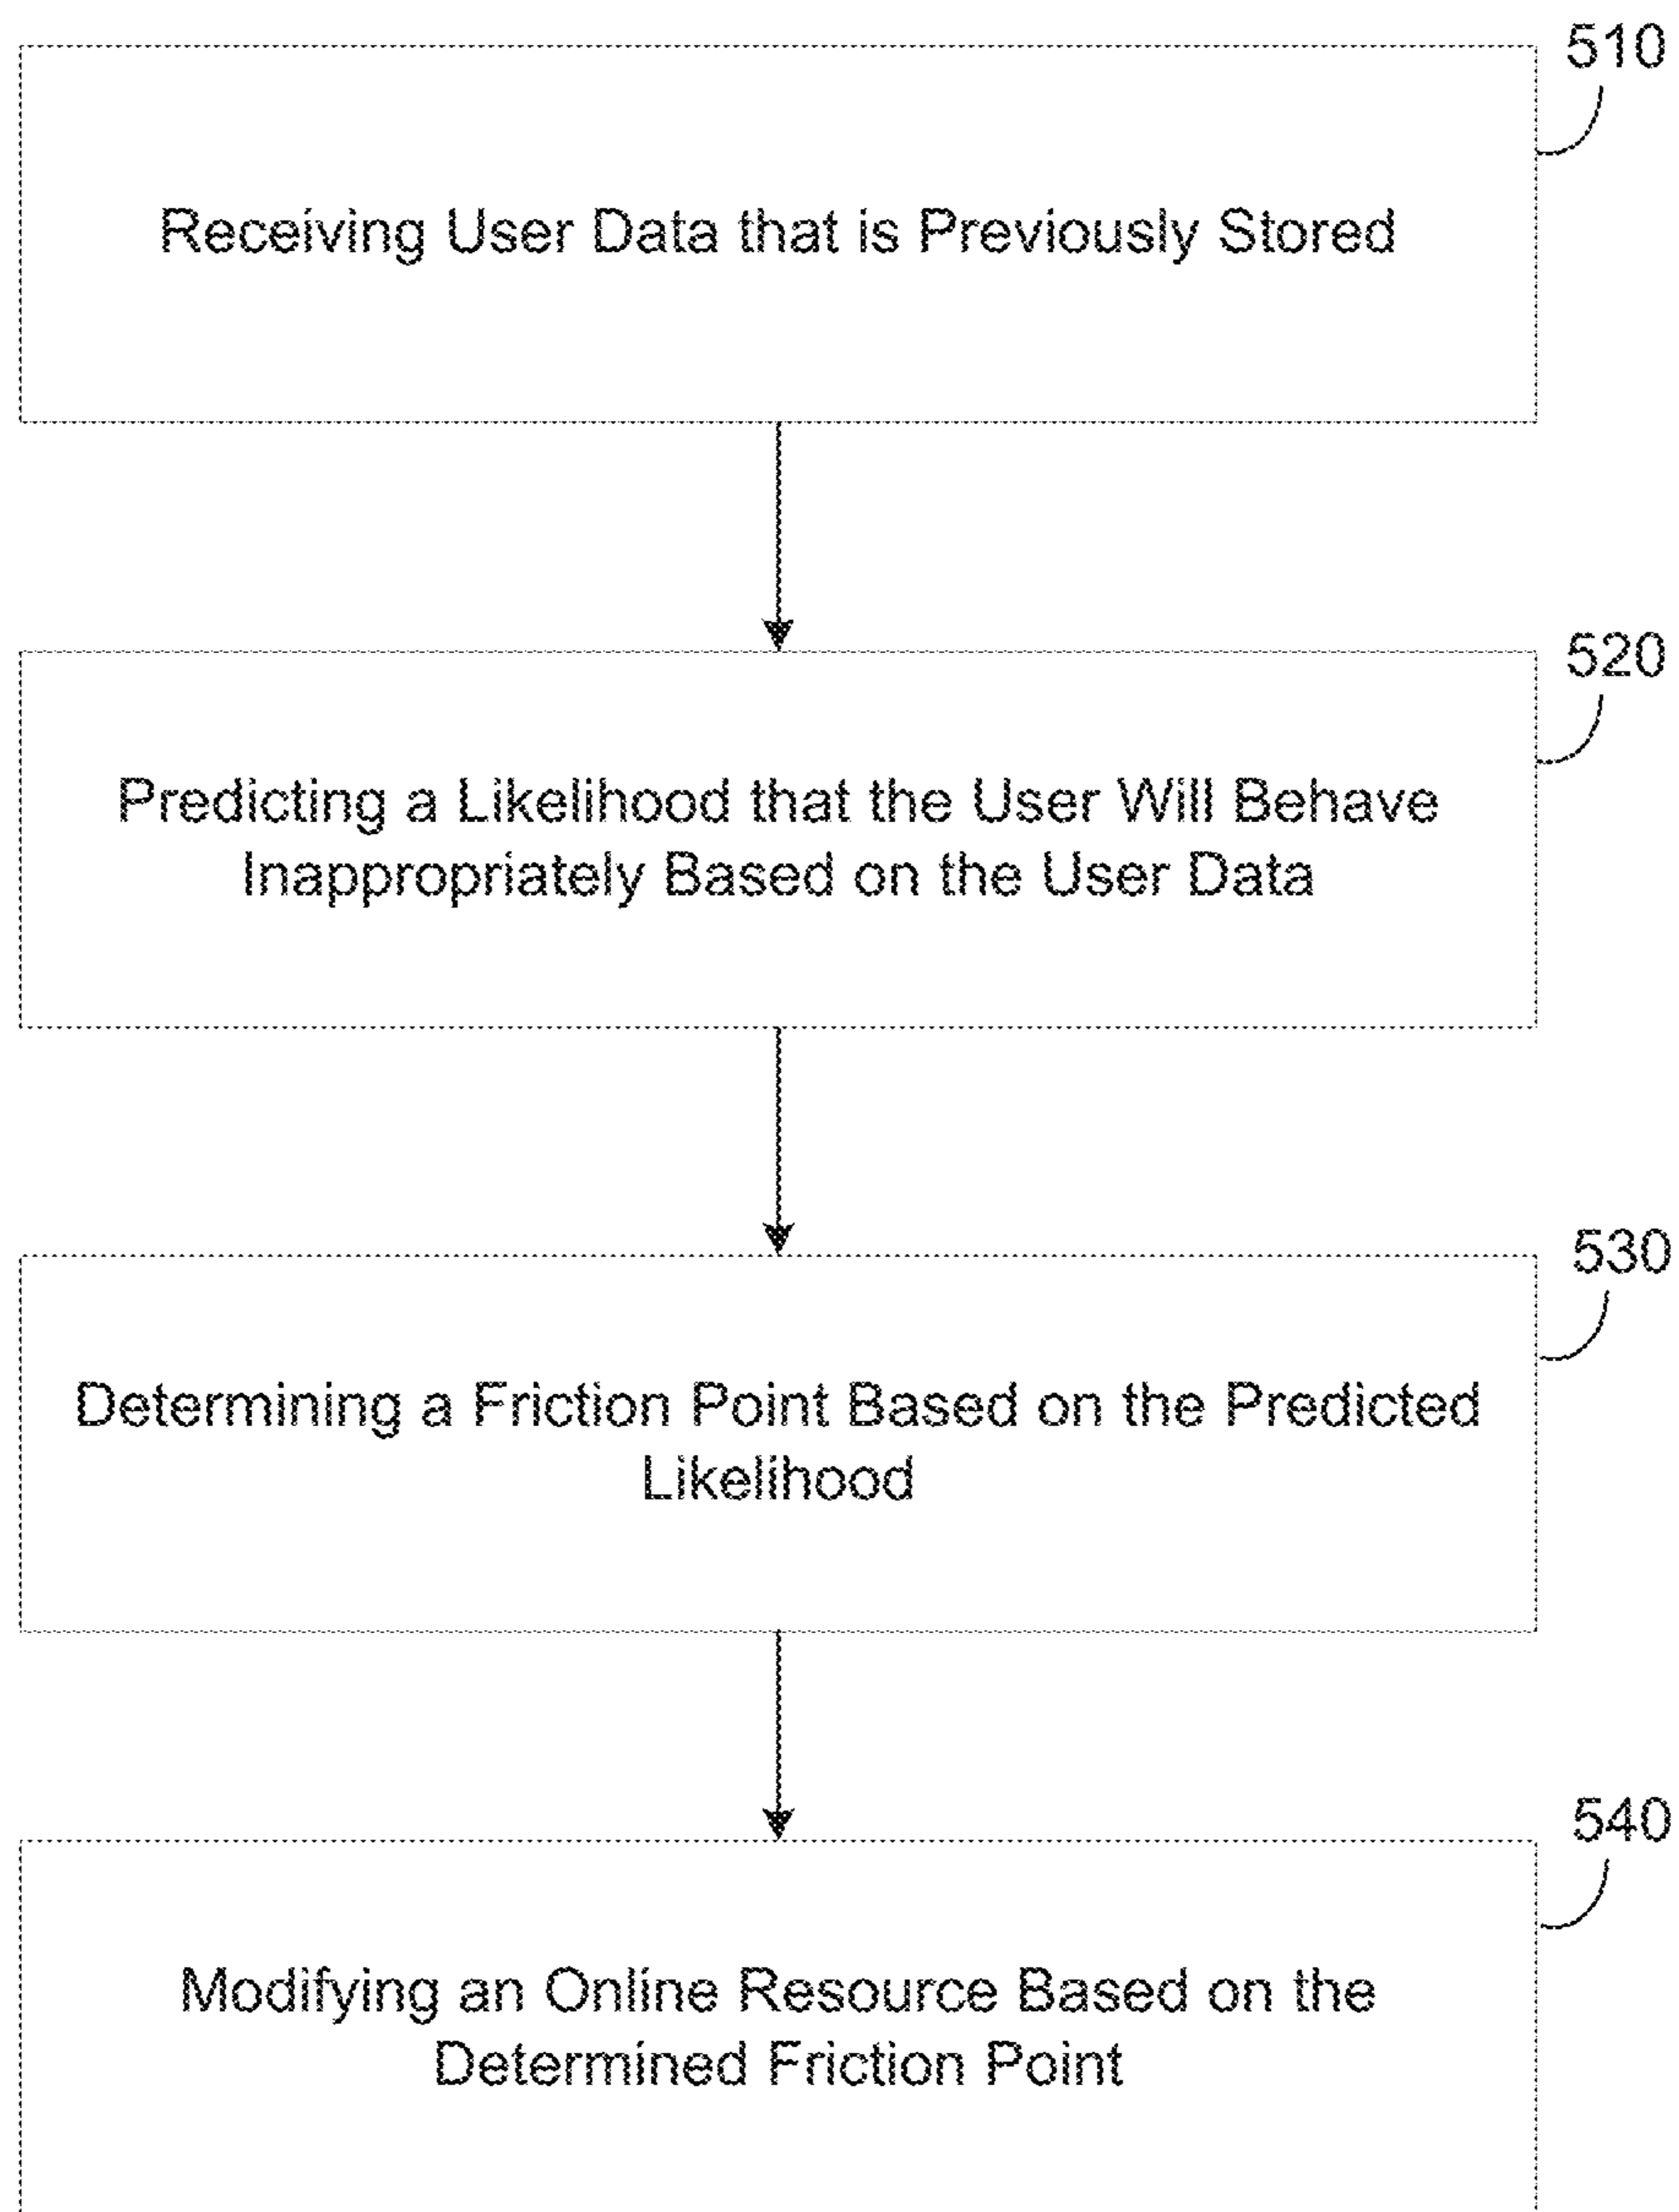 510
Receiving User Data that is Previously Stored
520
Predicting a Likelihood that the User Will Behave
Inappropriately Based on the User Data
530
Determining a Friction Point Based on the Predicted
Likelihood
540
Modifying an Online Resource Based on the
Determined Friction Point